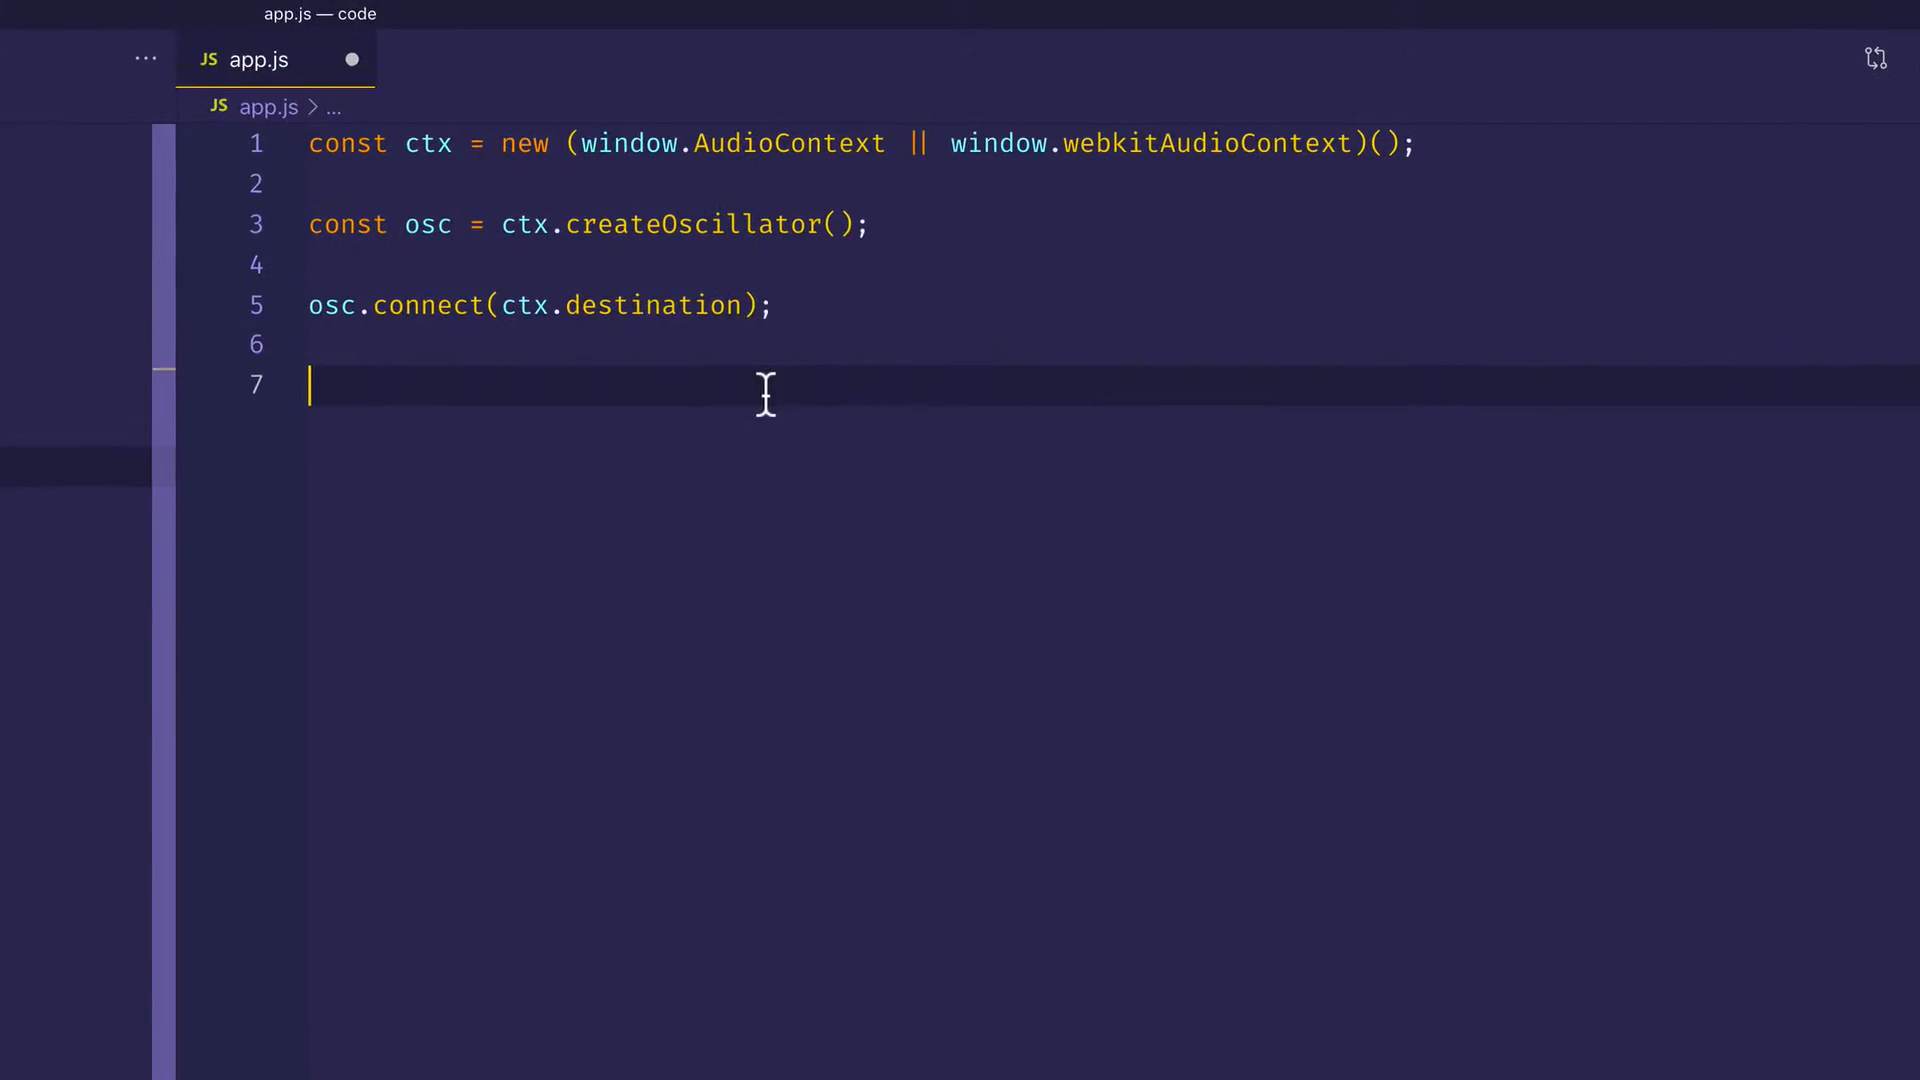 app.js — code
... JS app.js
JS app.js > ...
1 const ctx = new (window.AudioContext || window.webkitAudioContext)();
2
3 const osc = ctx.createOscillator();
4
5 osc.connect(ctx.destination);
6
7